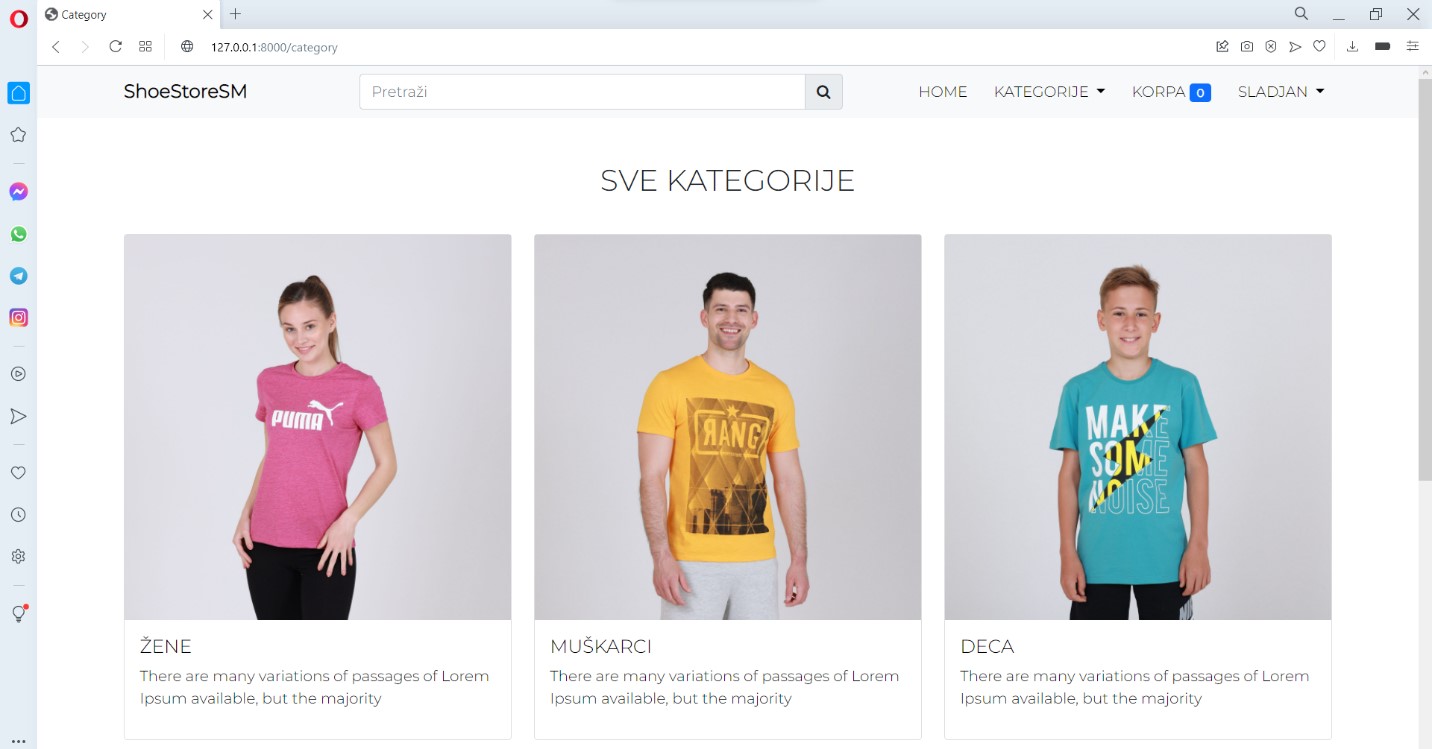 Category
127.0.0.1:8000/category
ShoeStoreSM
Pretraži
HOME
KATEGORIJE
KORPA 0
SLADJAN
SVE KATEGORIJE
PUMA
ЯANG
MAKE
SOME
NOISE
ŽENE
There are many variations of passages of Lorem
Ipsum available, but the majority
MUŠKARCI
There are many variations of passages of Lorem
Ipsum available, but the majority
DECA
There are many variations of passages of Lorem
Ipsum available, but the majority